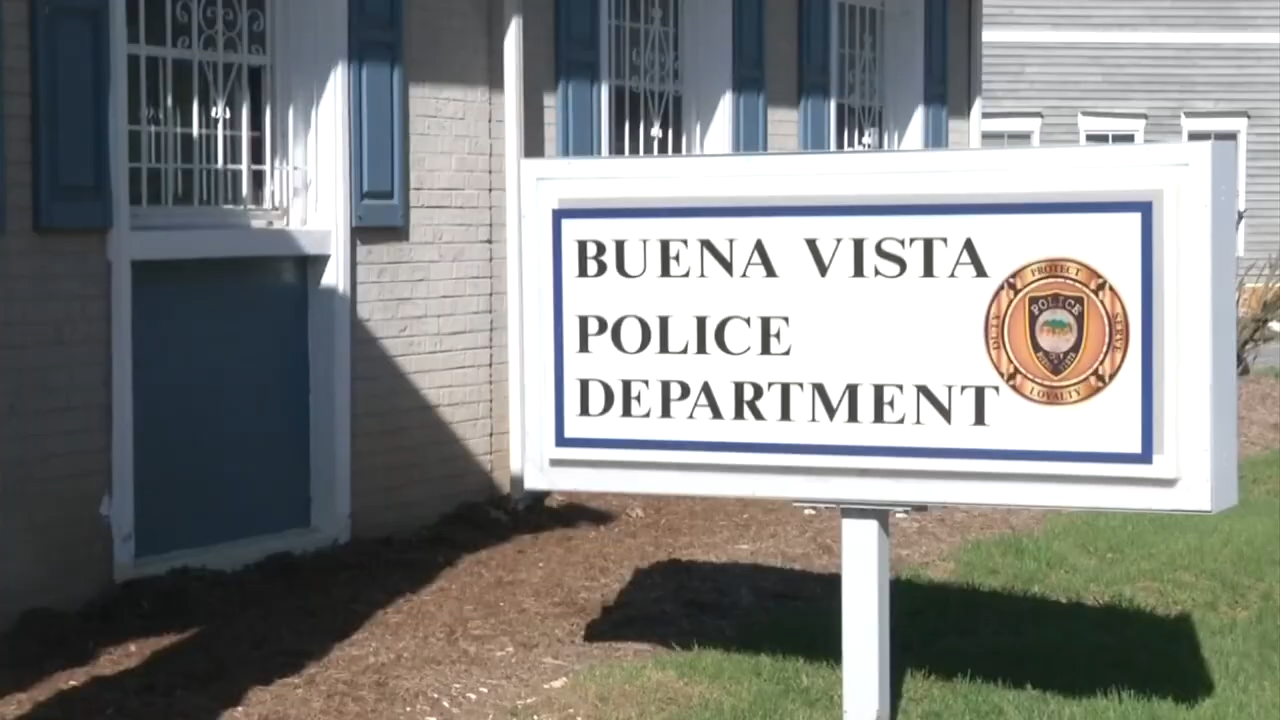 BUENA VISTA
POLICE
DEPARTMENT
PROTECT
DUTY
SERVE
LOYALTY
POLICE